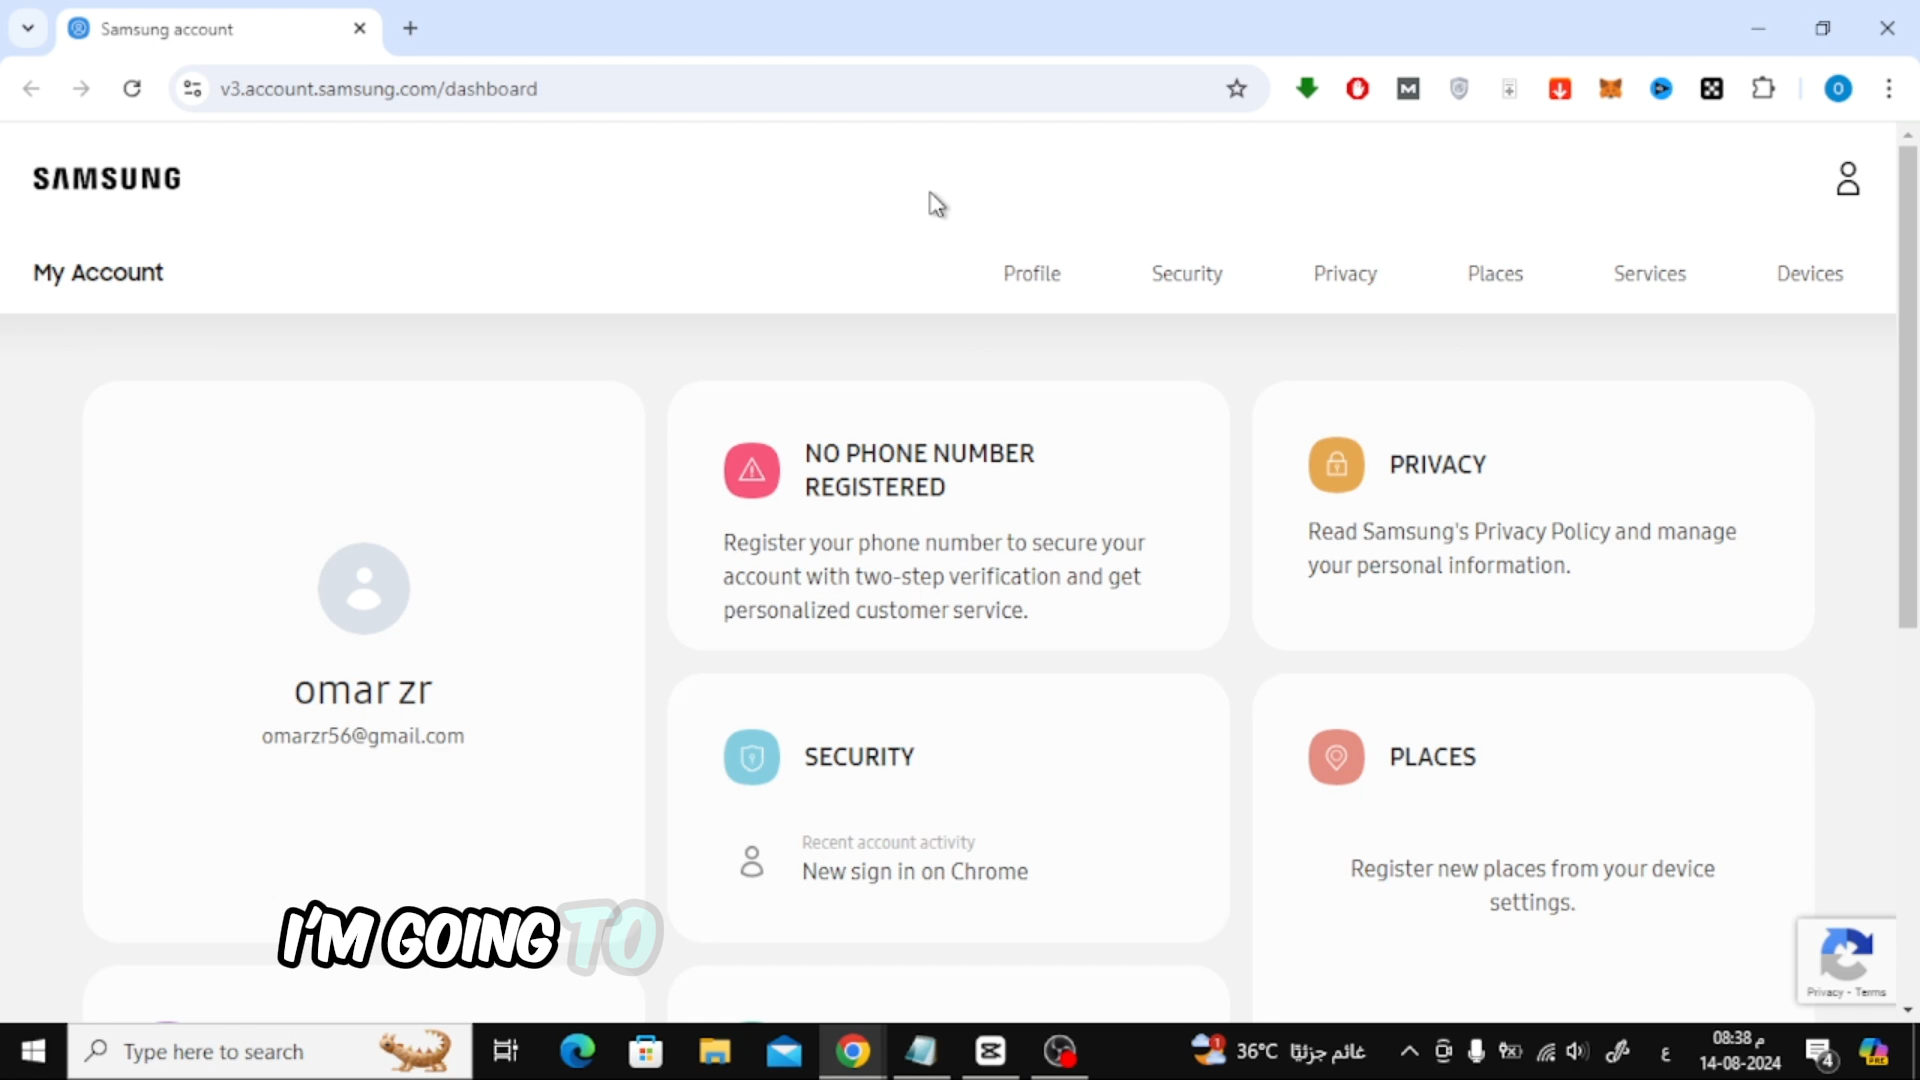 Samsung account
v3.account.samsung.com/dashboard
O
SAMSUNG
My Account
Profile
Security
Privacy
Places
Services
Devices
NO PHONE NUMBER
REGISTERED
Register your phone number to secure your
account with two-step verification and get
personalized customer service.
PRIVACY
Read Samsung's Privacy Policy and manage
your personal information.
omar zr
omarzr56@gmail.com
SECURITY
Recent account activity
New sign in on Chrome
PLACES
Register new places from your device
settings.
I'M GOING TO
Privacy - Terms
Type here to search
1
36°C غائم جزئيًا
ع
08:38 م
14-08-2024
4
PRE